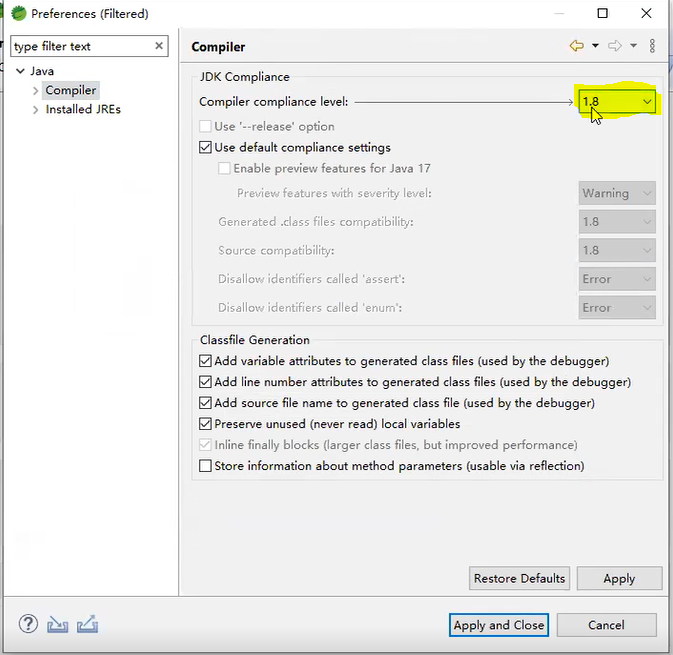 Preferences (Filtered)
type filter text
Java
Compiler
Installed JREs
Compiler
JDK Compliance
Compiler compliance level: 1.8
Use '--release' option
Use default compliance settings
Enable preview features for Java 17
Preview features with severity level: Warning
Generated .class files compatibility: 1.8
Source compatibility: 1.8
Disallow identifiers called 'assert': Error
Disallow identifiers called 'enum': Error
Classfile Generation
Add variable attributes to generated class files (used by the debugger)
Add line number attributes to generated class files (used by the debugger)
Add source file name to generated class file (used by the debugger)
Preserve unused (never read) local variables
Inline finally blocks (larger class files, but improved performance)
Store information about method parameters (usable via reflection)
Restore Defaults Apply
Apply and Close Cancel